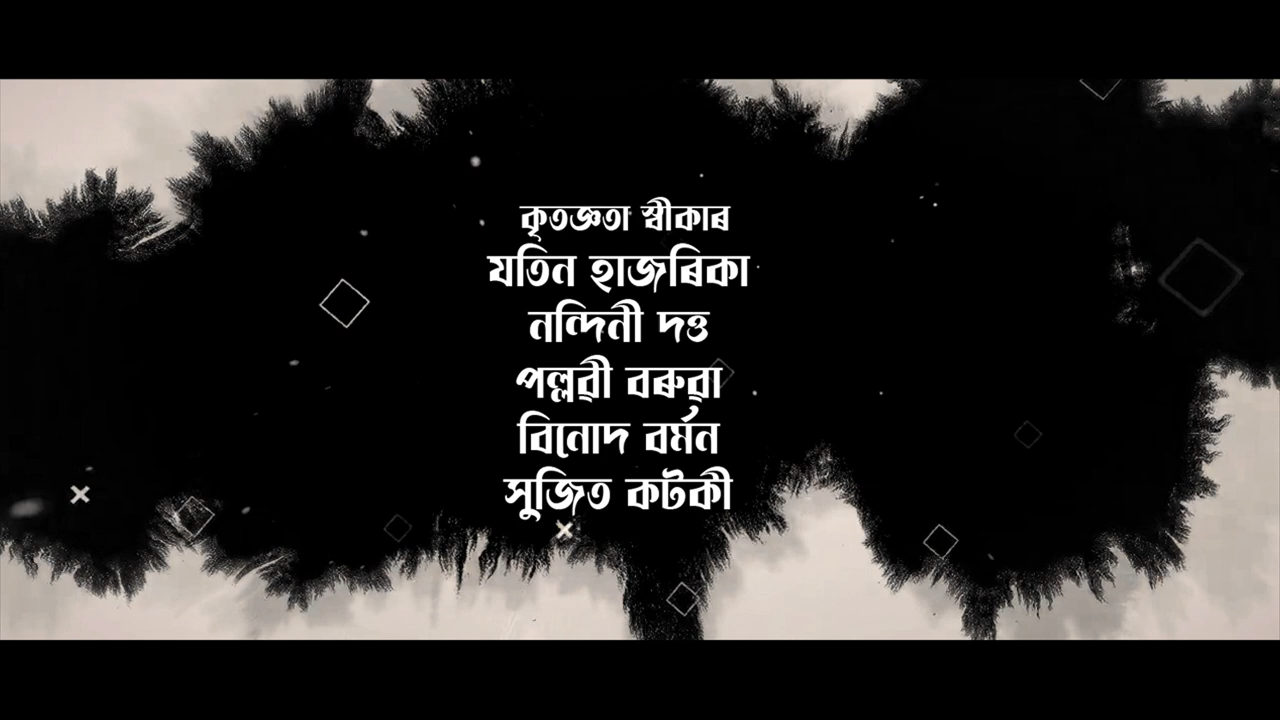 কৃতজ্ঞতা স্বীকাৰ
যতিন হাজৰিকা
নন্দিনী দত্ত
পল্লৱী বৰুৱা
বিনোদ বৰ্মন
সুজিত কটকী